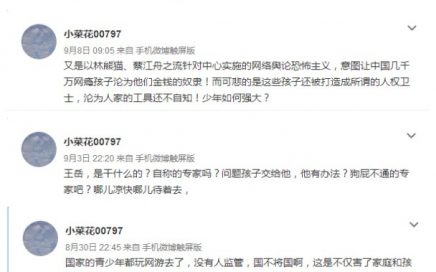 小菜花00797
9月8日 09:05 来自 手机微博触屏版
又是以林熊猫、蔡江舟之流针对中心实施的网络舆论恐怖主义，意图让中国几千
万网瘾孩子沦为他们金钱的奴隶！而可悲的是这些孩子还被打造成所谓的人权卫
士，沦为人家的工具还不自知！少年如何强大？
小菜花00797
9月3日 22:20 来自 手机微博触屏版
王岳，是干什么的？自称的专家吗？问题孩子交给他，他有办法？狗屁不通的专
家吧？哪儿凉快哪儿待着去，
小菜花00797
8月30日 22:45 来自 手机微博触屏版
国家的青少年都玩网游去了，没有人监管，国不将国啊，这是不仅害了家庭和孩